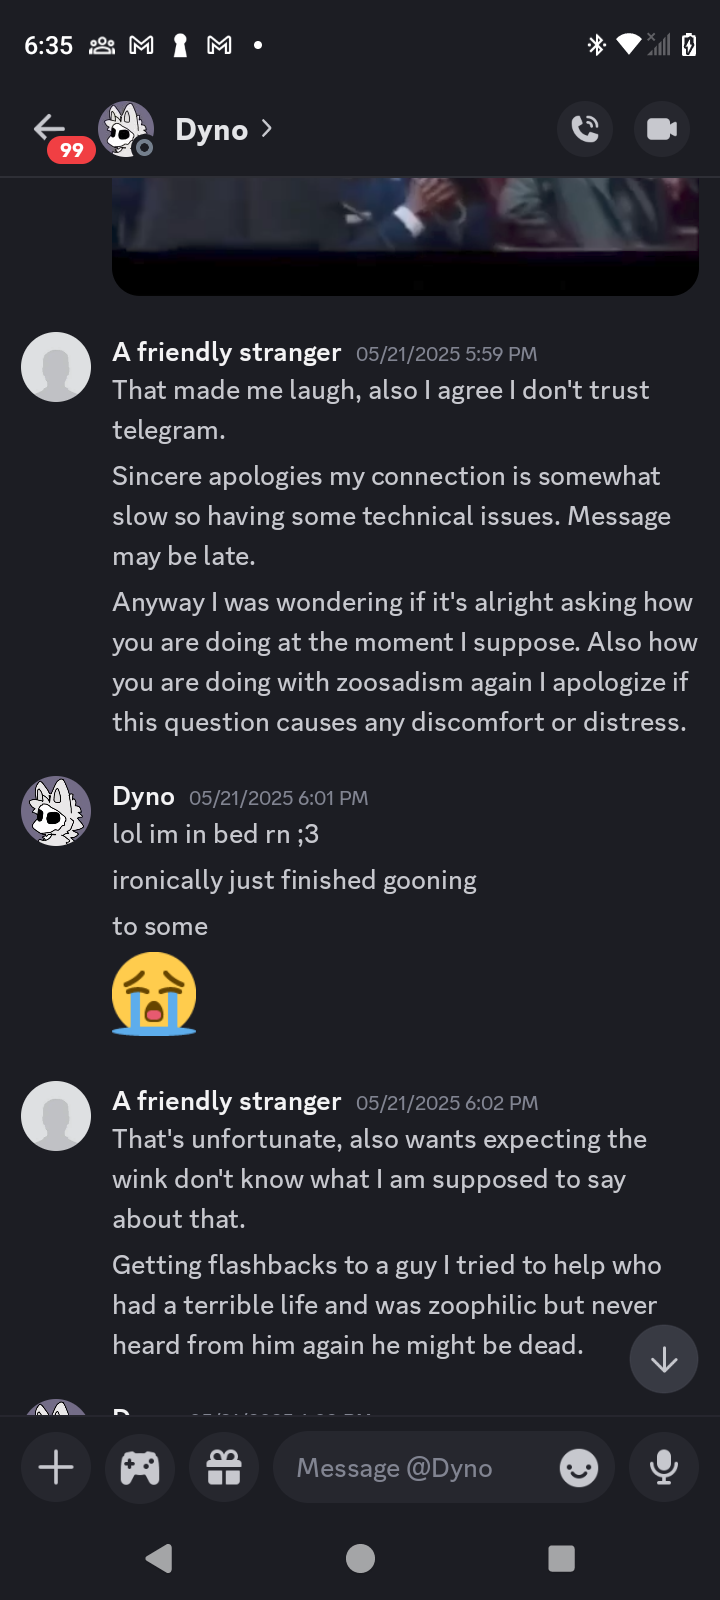 6:35
99
Dyno
A friendly stranger 05/21/2025 5:59 PM
That made me laugh, also I agree I don't trust
telegram.
Sincere apologies my connection is somewhat
slow so having some technical issues. Message
may be late.
Anyway I was wondering if it's alright asking how
you are doing at the moment I suppose. Also how
you are doing with zoosadism again I apologize if
this question causes any discomfort or distress.
Dyno 05/21/2025 6:01 PM
lol im in bed rn ;3
ironically just finished gooning
to some
A friendly stranger 05/21/2025 6:02 PM
That's unfortunate, also wants expecting the
wink don't know what I am supposed to say
about that.
Getting flashbacks to a guy I tried to help who
had a terrible life and was zoophilic but never
heard from him again he might be dead.
Message @Dyno